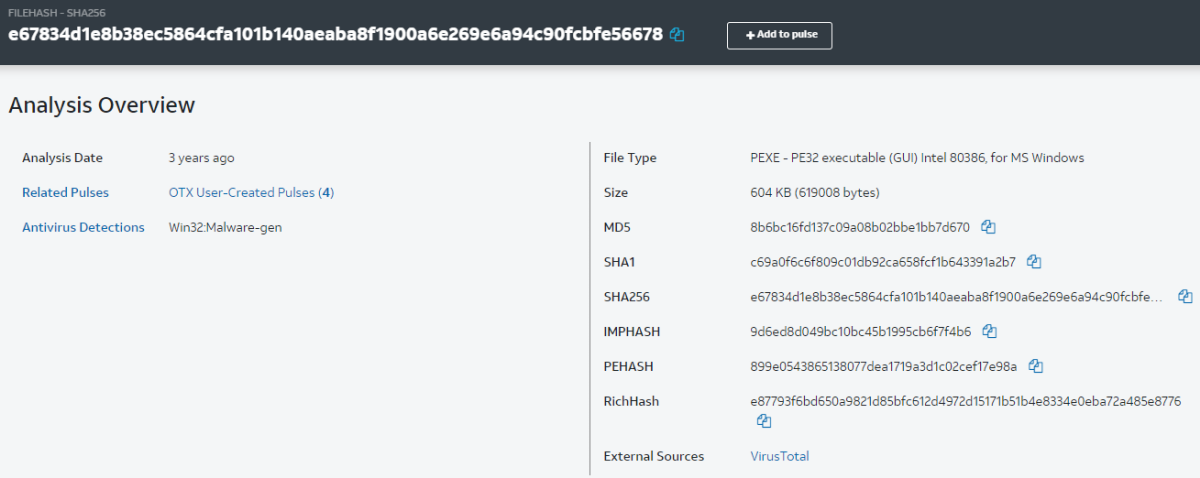 FILEHASH - SHA256
e67834d1e8b38ec5864cfa101b140aeaba8f1900a6e269e6a94c90fcbfe56678
+ Add to pulse
Analysis Overview
Analysis Date 3 years ago
Related Pulses OTX User-Created Pulses (4)
Antivirus Detections Win32:Malware-gen
File Type PEXE - PE32 executable (GUI) Intel 80386, for MS Windows
Size 604 KB (619008 bytes)
MD5 8b6bc16fd137c09a08b02bbe1bb7d670
SHA1 c69a0f6c6f809c01db92ca658fcf1b643391a2b7
SHA256 e67834d1e8b38ec5864cfa101b140aeaba8f1900a6e269e6a94c90fcbfe...
IMPHASH 9d6ed8d049bc10bc45b1995cb6f7f4b6
PEHASH 899e0543865138077dea1719a3d1c02cef17e98a
RichHash e87793f6bd650a9821d85bfc612d4972d15171b51b4e8334e0eba72a485e8776
External Sources VirusTotal